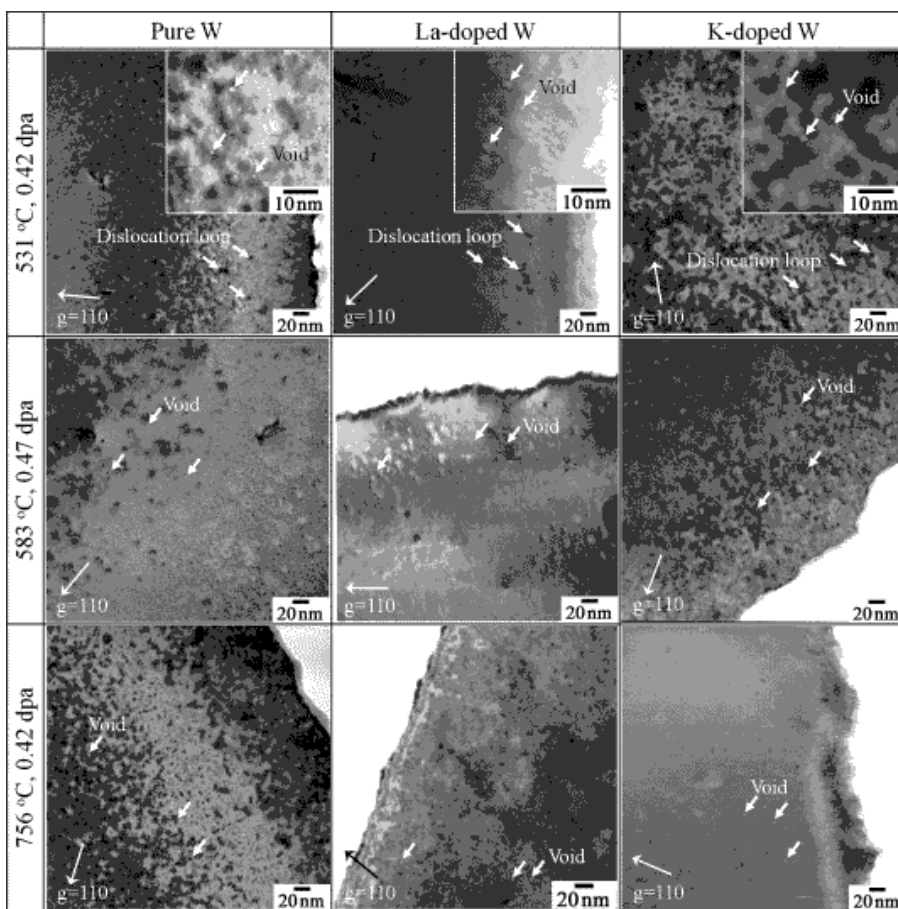 Pure W
La-doped W
K-doped W
531 °C, 0.42 dpa
Void
10 nm
Dislocation loop
g=110
20 nm
Void
10 nm
Dislocation loop
g=110
20 nm
Void
10 nm
Dislocation loop
g=110
20 nm
583 °C, 0.47 dpa
Void
g=110
20 nm
Void
g=110
20 nm
Void
g=110
20 nm
756 °C, 0.42 dpa
Void
g=110
20 nm
Void
g=110
20 nm
Void
g=110
20 nm